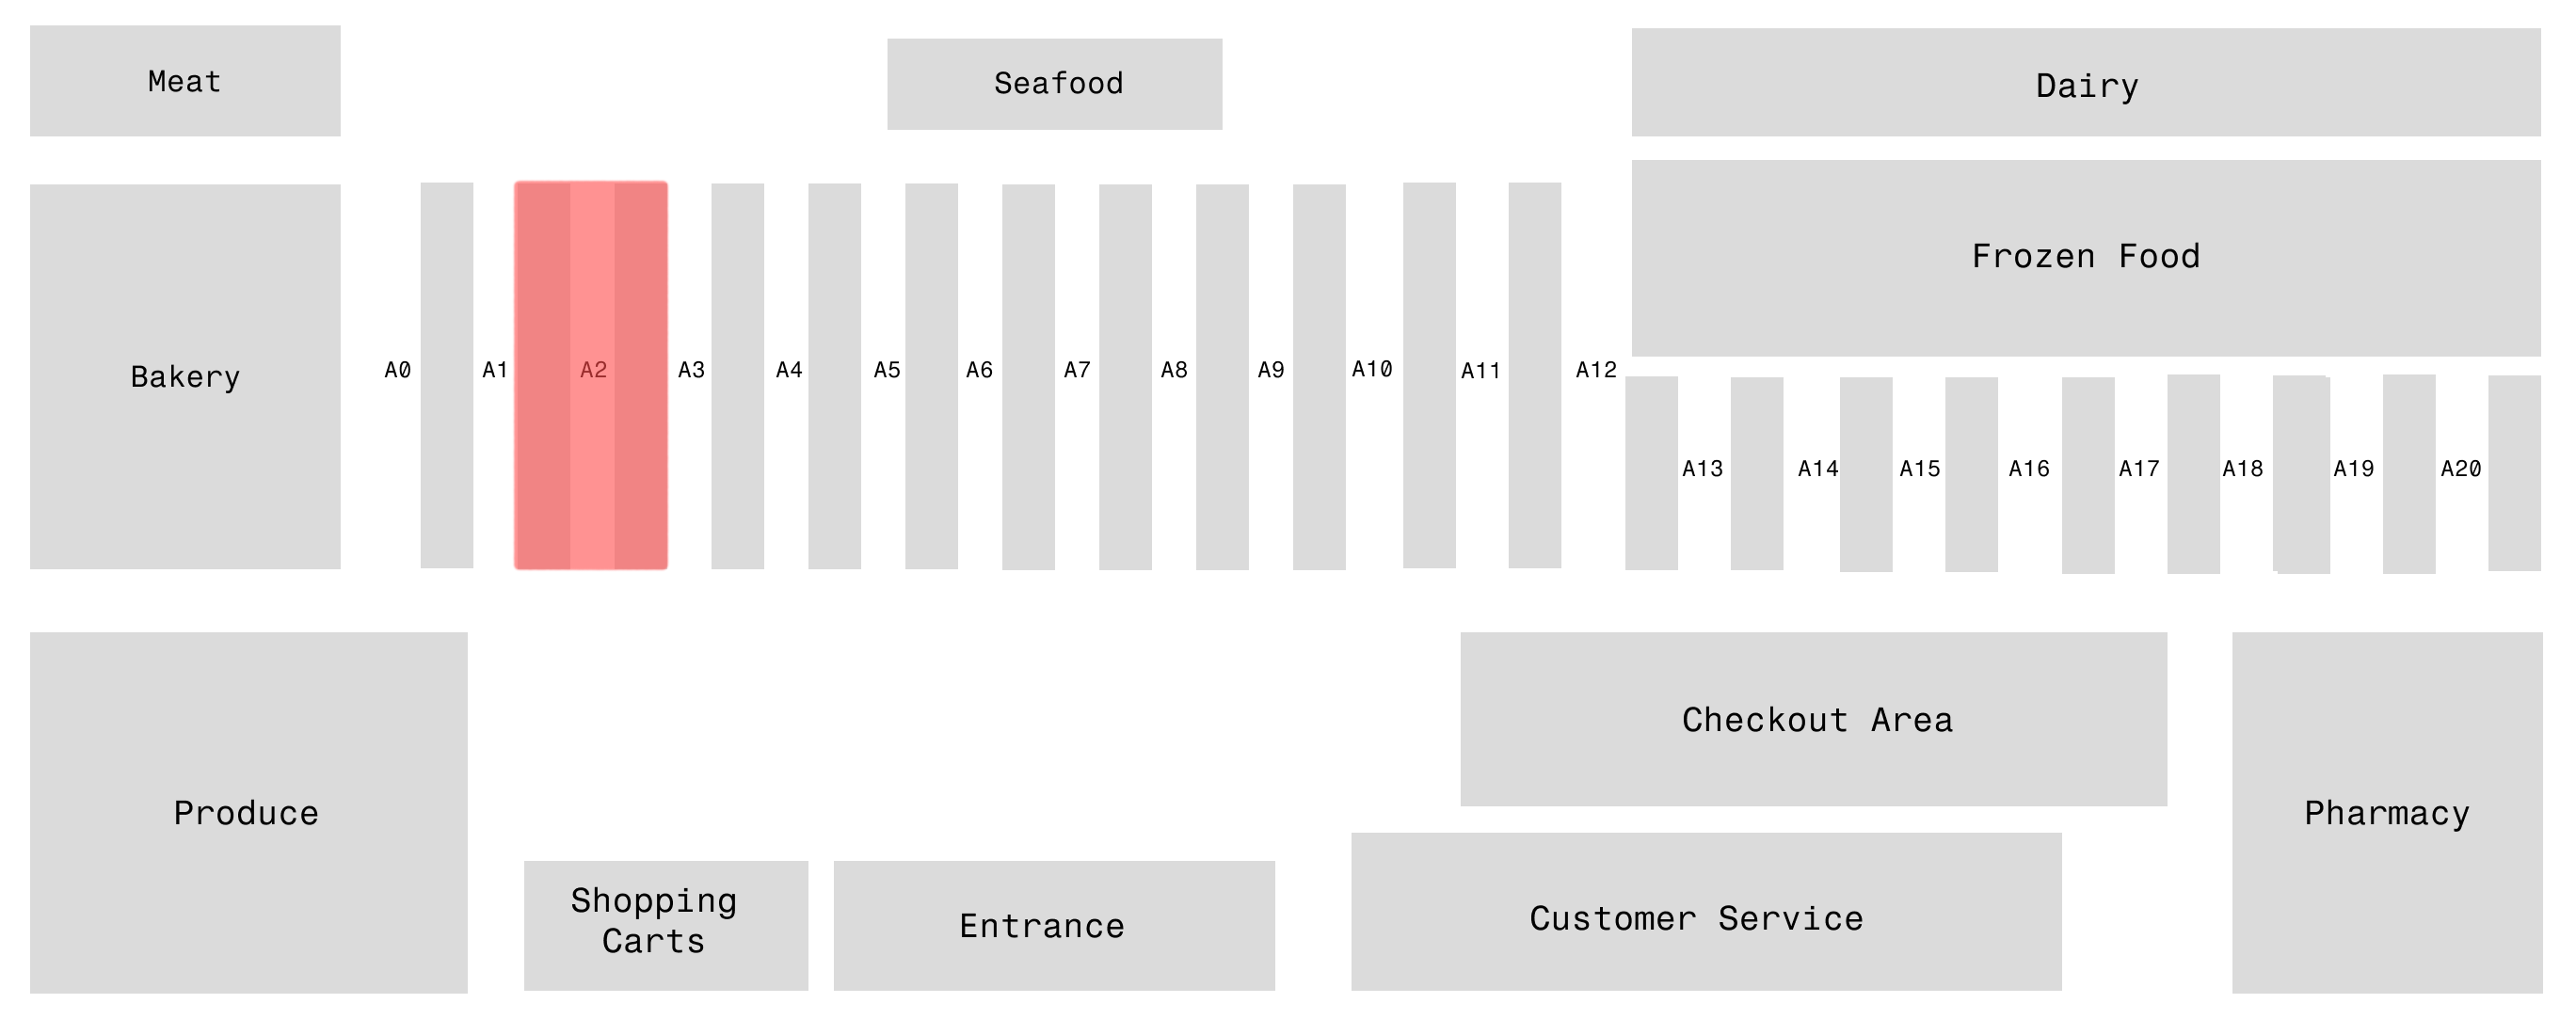 Meat
Seafood
Dairy
Frozen Food
Bakery
A0
A1
A2
A3
A4
A5
A6
A7
A8
A9
A10
A11
A12
A13
A14
A15
A16
A17
A18
A19
A20
Produce
Checkout Area
Pharmacy
Shopping
Carts
Entrance
Customer Service